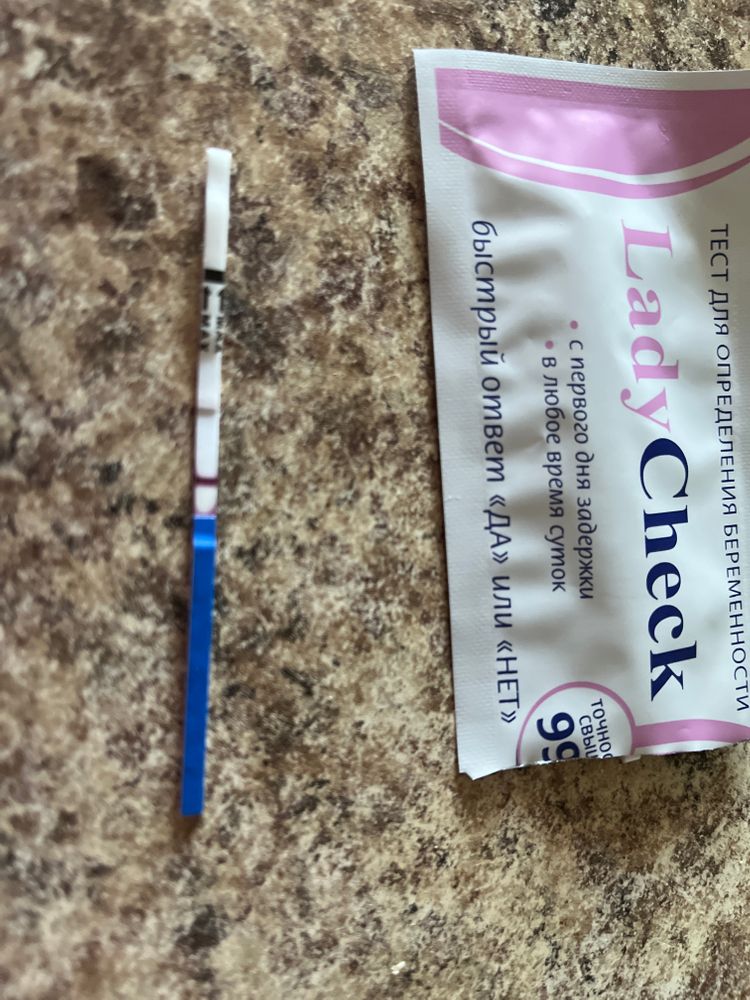 ТЕСТ ДЛЯ ОПРЕДЕЛЕНИЯ БЕРЕМЕННОСТИ
LadyCheck
• с первого дня задержки
• в любое время суток
быстрый ответ «ДА» или «НЕТ»